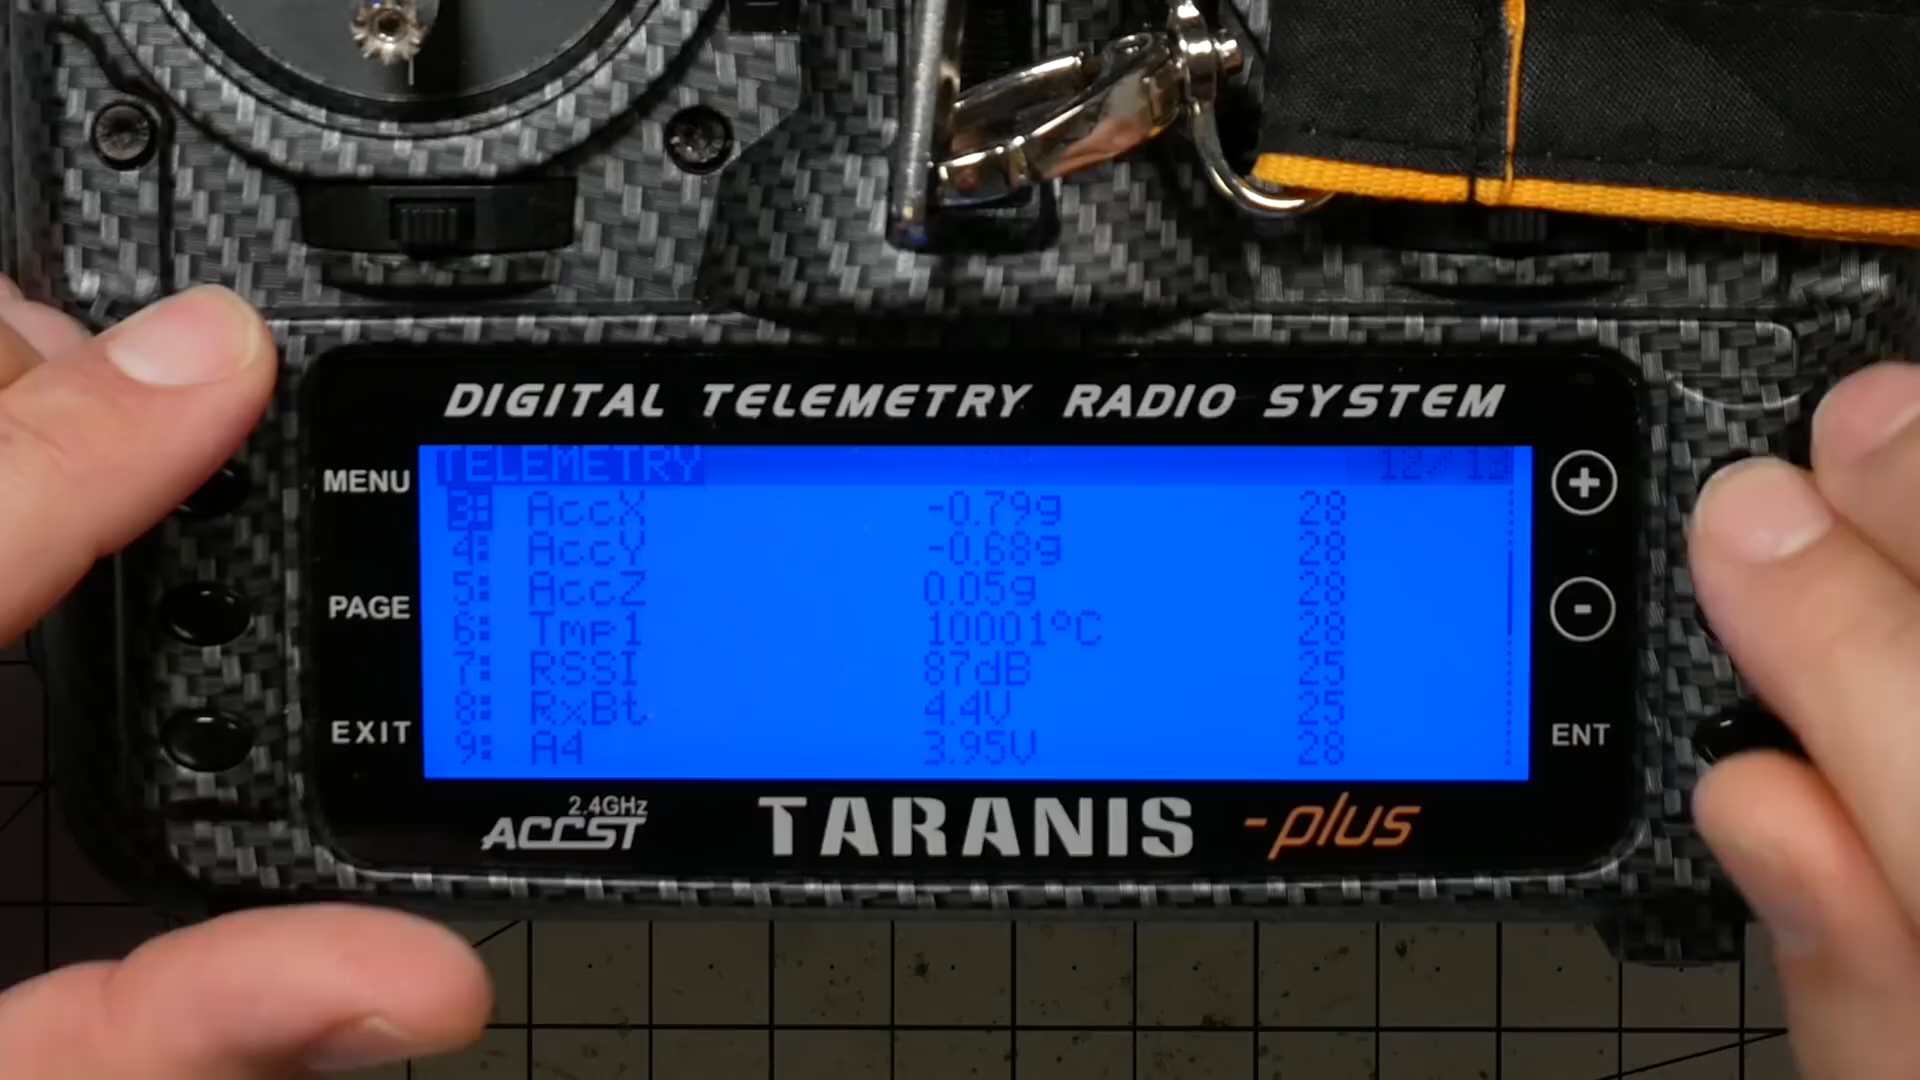 DIGITAL TELEMETRY RADIO SYSTEM
MENU
PAGE
EXIT
TELEMETRY 12/13
3: AccX -0.79g 28
4: AccY -0.68g 28
5: AccZ 0.05g 28
6: Tmp1 10001°C 28
7: RSSI 87dB 25
8: RxBt 4.4V 25
9: A4 3.95V 28
+
-
ENT
2.4GHz
ACCST
TARANIS -plus